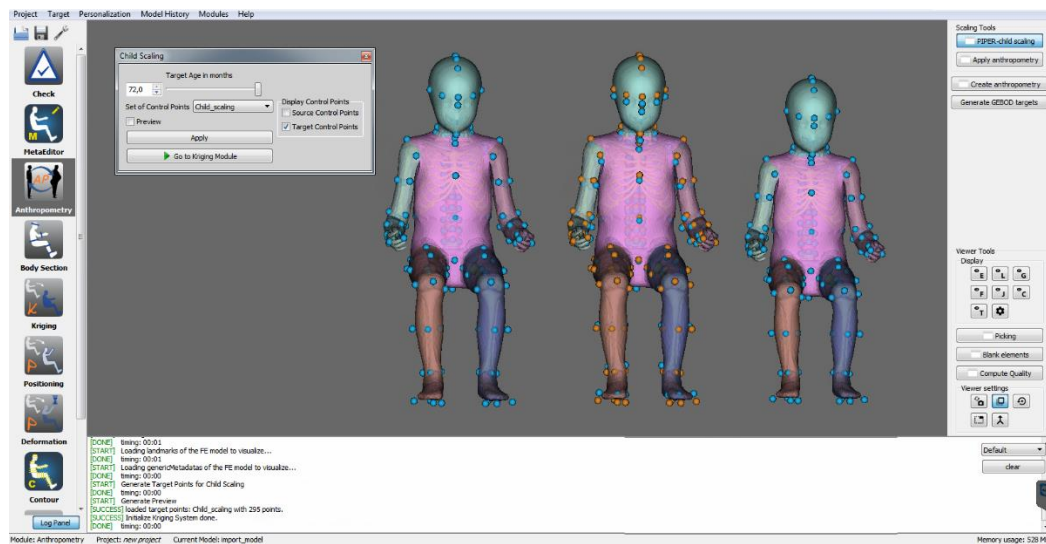 Project Target Personalization Model History Modules Help
Check
MetaEditor
Anthropometry
Body Section
Kriging
Positioning
Deformation
Contour
Log Panel
Child Scaling
Target Age in months
72,0
Set of Control Points Child_scaling
Preview
Display Control Points
Source Control Points
Target Control Points
Apply
Go to Kriging Module
Scaling Tools
PIPER-child scaling
Apply anthropometry
Create anthropometry
Generate GEBOD targets
Viewer Tools
Display
E L G
F J C
T
Picking
Blank elements
Compute Quality
Viewer settings
[DONE] timing: 00:01
[START] Loading landmarks of the FE model to visualize...
[DONE] timing: 00:01
[START] Loading genericMetadatas of the FE model to visualize...
[DONE] timing: 00:00
[START] Generate Target Points for Child Scaling
[DONE] timing: 00:00
[START] Generate Preview
[SUCCESS] loaded target points: Child_scaling with 295 points.
[SUCCESS] Initialize Kriging System done.
[DONE] timing: 00:00
Default
clear
Module: Anthropometry Project: new project Current Model: import_model
Memory usage: 528 M